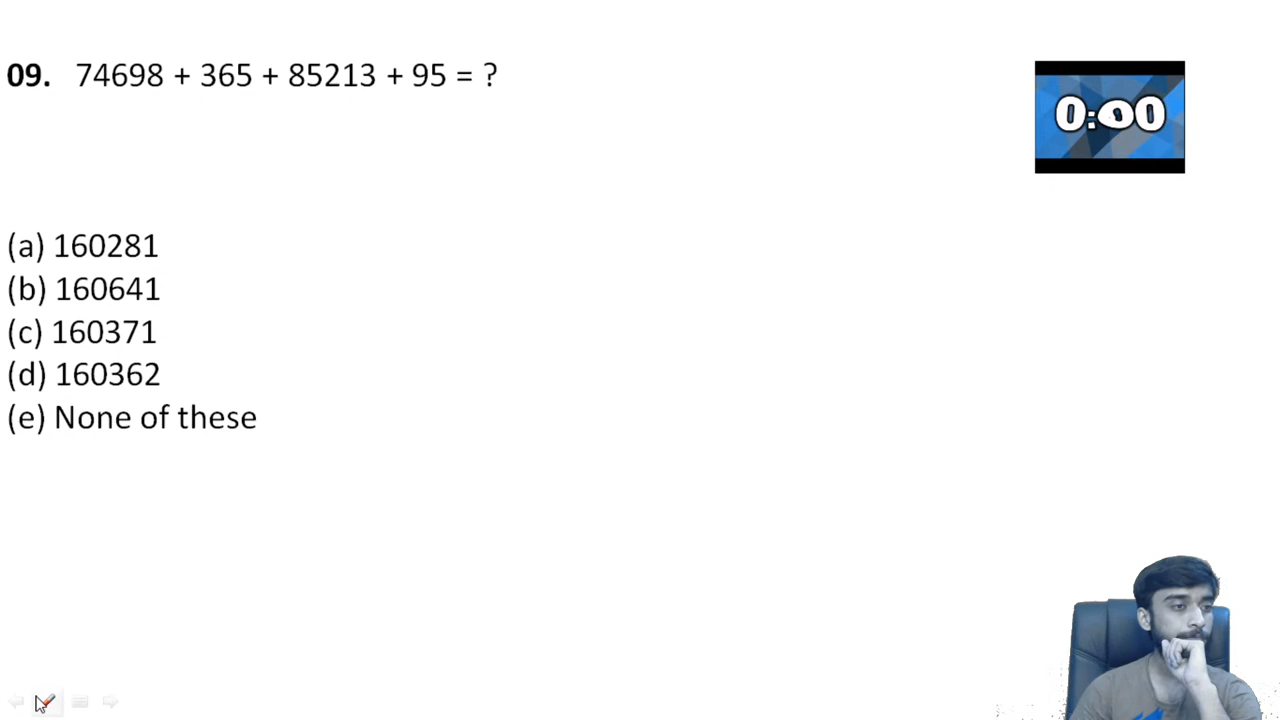 09. 74698 + 365 + 85213 + 95 = ?
0:00
(a) 160281
(b) 160641
(c) 160371
(d) 160362
(e) None of these